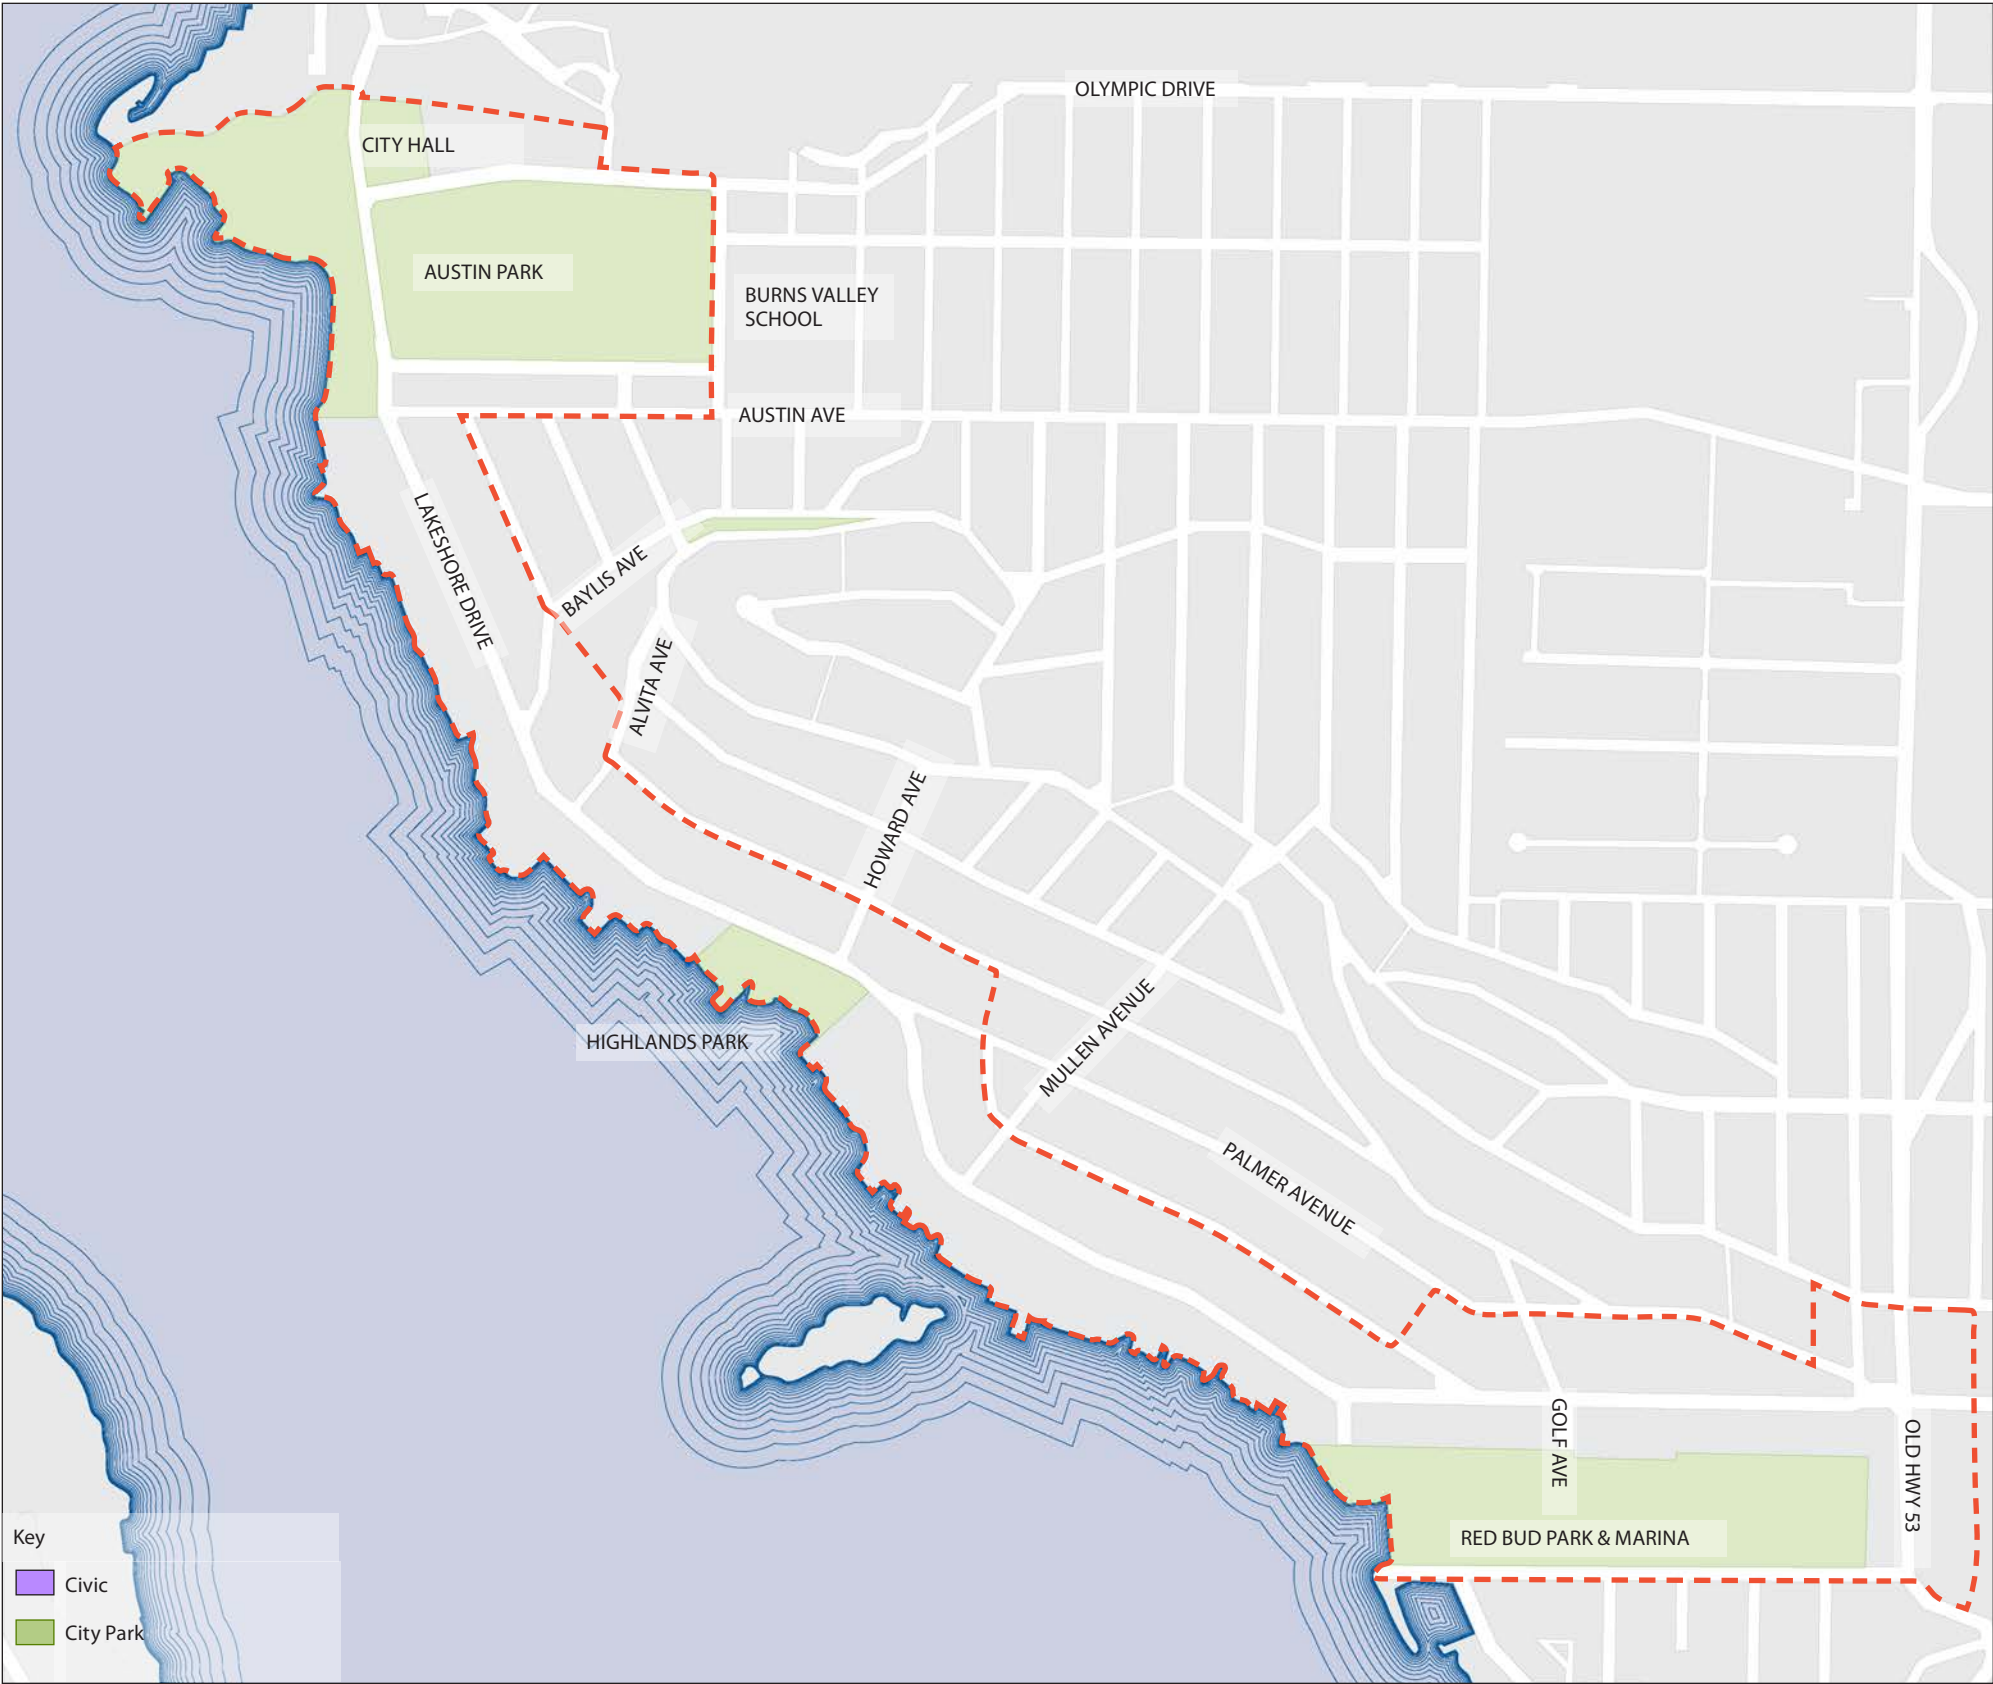 OLYMPIC DRIVE
CITY HALL
AUSTIN PARK
BURNS VALLEY
SCHOOL
AUSTIN AVE
LAKESHORE DRIVE
BAYLIS AVE
ALVITA AVE
HOWARD AVE
HIGHLANDS PARK
MULLEN AVENUE
PALMER AVENUE
GOLF AVE
OLD HWY 53
RED BUD PARK & MARINA
Key
Civic
City Park